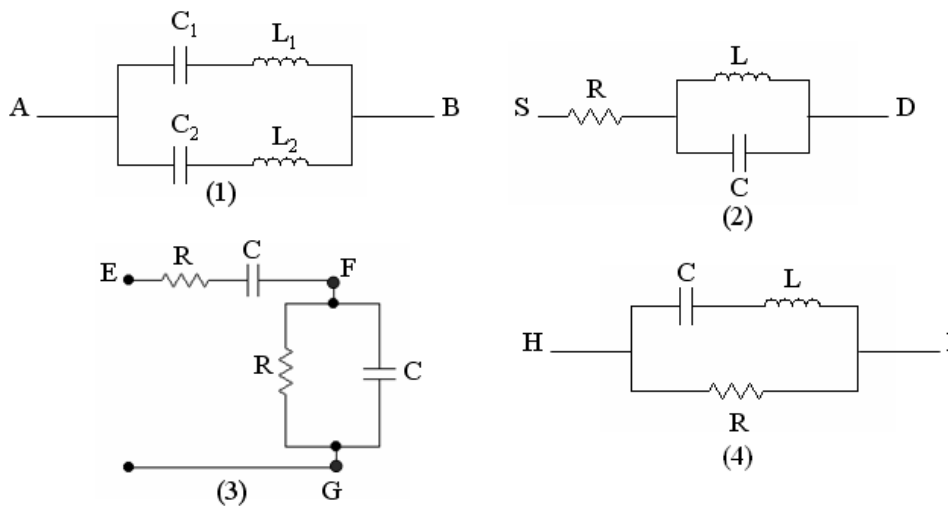 C₁ L₁
A B
C₂ L₂
(1)
L
R
S D
C
(2)
R C
E F
R C
G
(3)
C L
H
R
(4)